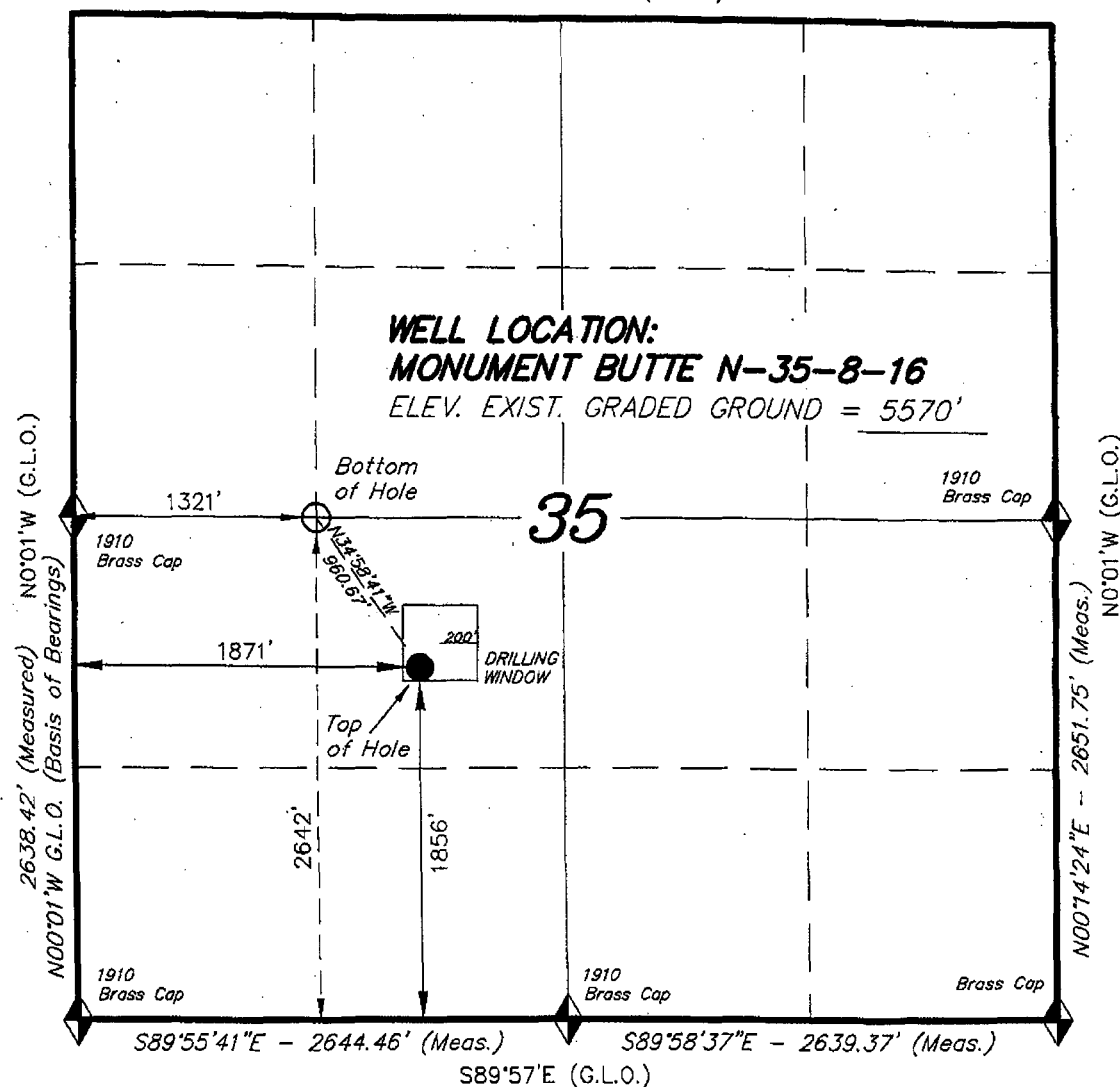 WELL LOCATION:
MONUMENT BUTTE N-35-8-16
ELEV. EXIST. GRADED GROUND = 5570'
Bottom
of Hole
1321'
35
1910
Brass Cap
1910
Brass Cap
N34°58'41"W
960.67'
200'
DRILLING
WINDOW
1871'
Top
of Hole
2642'
1856'
N0°01'W (G.L.O.)
2638.42' (Measured)
N00°01'W G.L.O. (Basis of Bearings)
N0°01'W (G.L.O.)
N00°14'24"E - 2651.75' (Meas.)
1910
Brass Cap
1910
Brass Cap
Brass Cap
S89°55'41"E - 2644.46' (Meas.)
S89°58'37"E - 2639.37' (Meas.)
S89°57'E (G.L.O.)